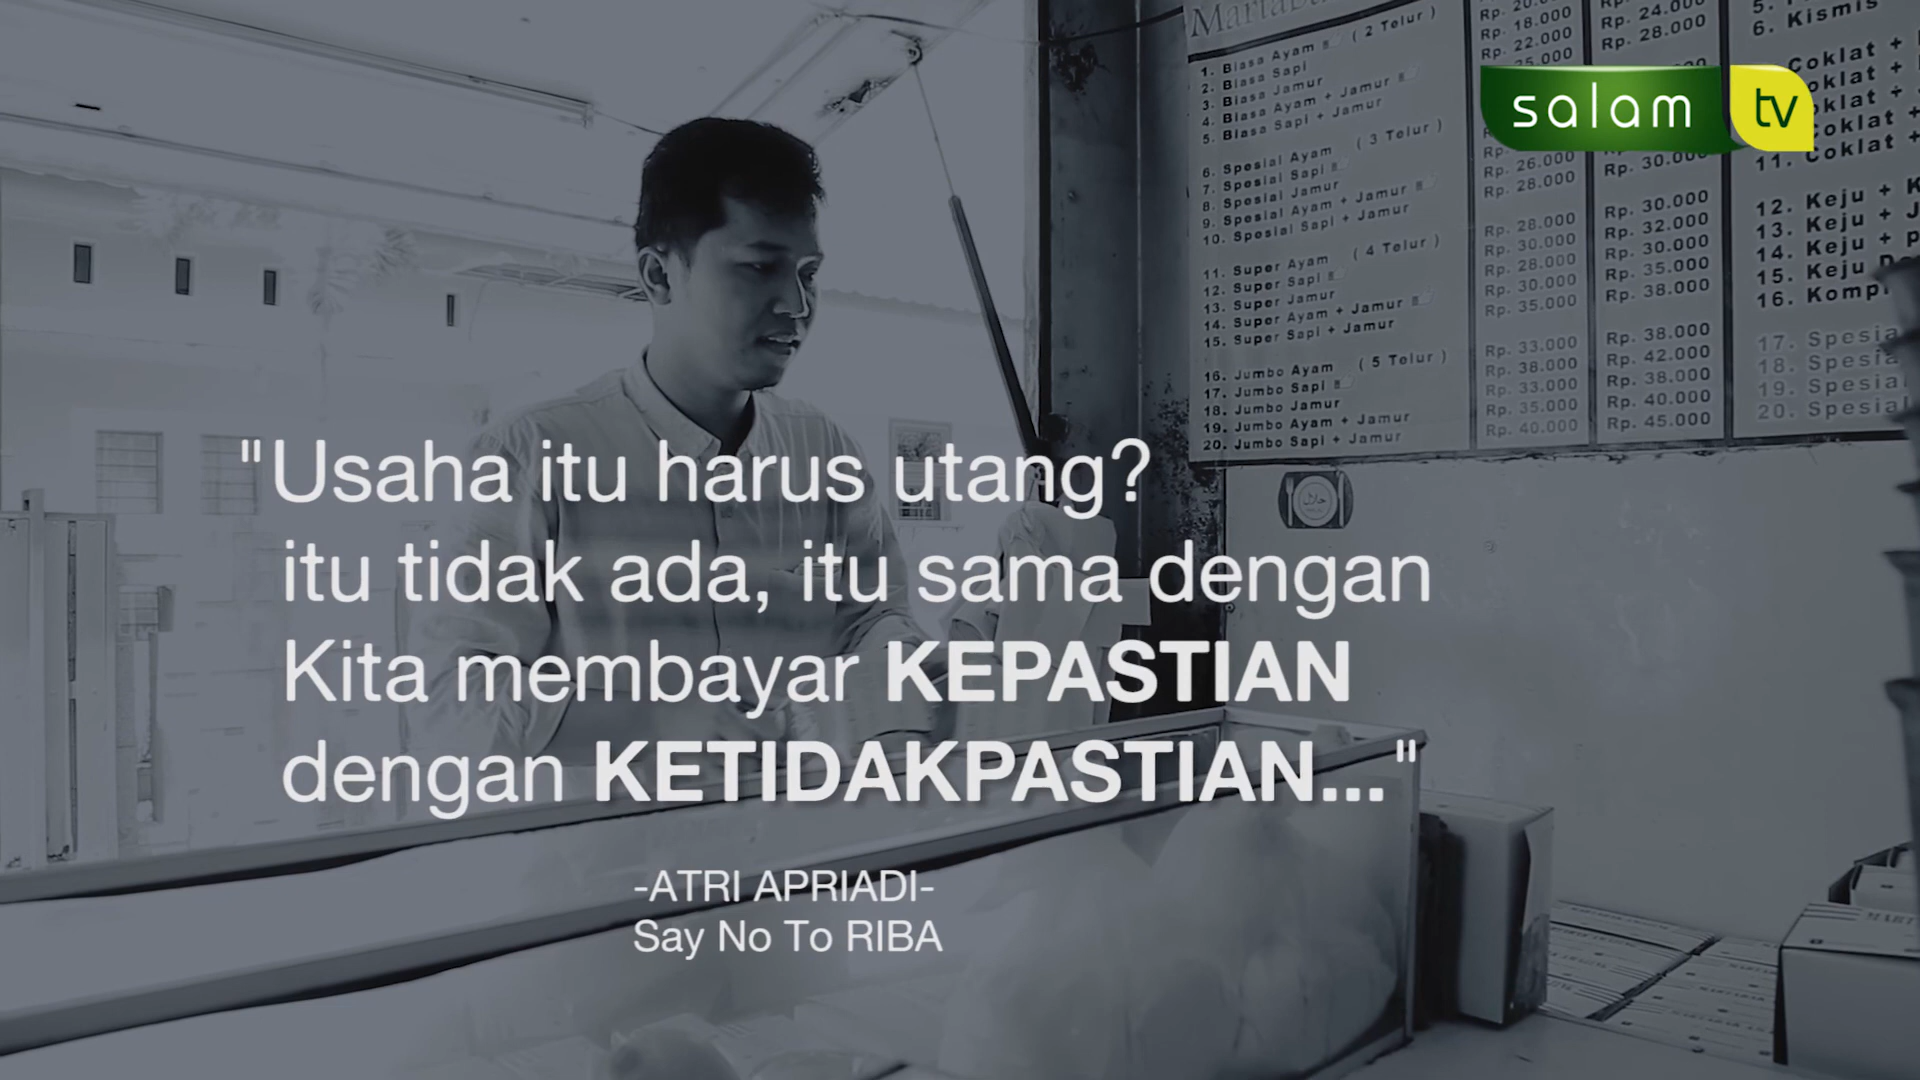 salam tv
1. Biasa Ayam ( 2 Telur )
2. Biasa Sapi
3. Biasa Jamur
4. Biasa Ayam + Jamur
5. Biasa Sapi + Jamur
6. Spesial Ayam ( 3 Telur )
7. Spesial Sapi
8. Spesial Jamur
9. Spesial Ayam + Jamur
10. Spesial Sapi + Jamur
11. Super Ayam ( 4 Telur )
12. Super Sapi
13. Super Jamur
14. Super Ayam + Jamur
15. Super Sapi + Jamur
16. Jumbo Ayam ( 5 Telur )
17. Jumbo Sapi
18. Jumbo Jamur
19. Jumbo Ayam + Jamur
20. Jumbo Sapi + Jamur
Rp. 18.000
Rp. 22.000
Rp. 26.000
Rp. 28.000
Rp. 28.000
Rp. 30.000
Rp. 28.000
Rp. 30.000
Rp. 35.000
Rp. 33.000
Rp. 38.000
Rp. 33.000
Rp. 35.000
Rp. 40.000
Rp. 24.000
Rp. 28.000
Rp. 30.000
Rp. 30.000
Rp. 32.000
Rp. 30.000
Rp. 35.000
Rp. 38.000
Rp. 38.000
Rp. 42.000
Rp. 38.000
Rp. 40.000
Rp. 45.000
6. Kismis
Coklat +
11. Coklat +
12. Keju +
13. Keju +
14. Keju +
15. Keju
16.
17.
18.
19.
20.
"Usaha itu harus utang?
itu tidak ada, itu sama dengan
Kita membayar KEPASTIAN
dengan KETIDAKPASTIAN..."
-ATRI APRIADI-
Say No To RIBA